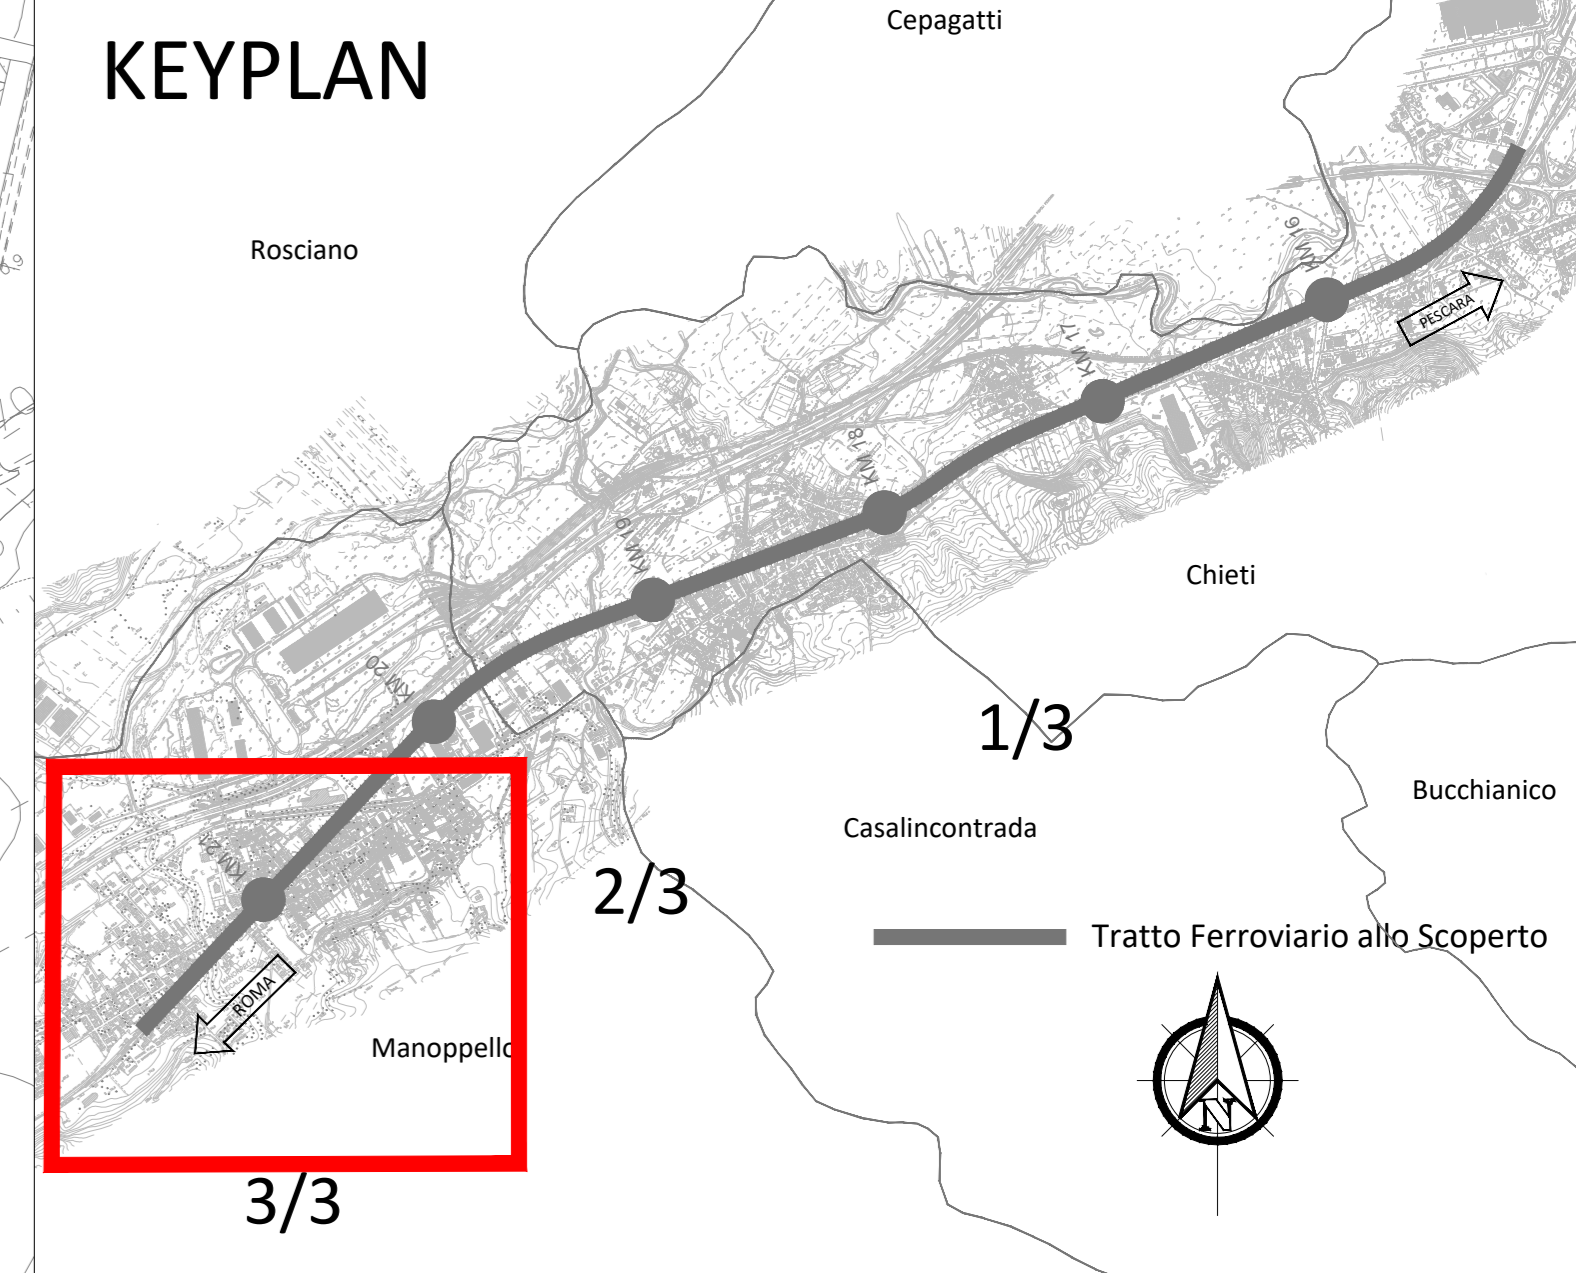 Cepagatti
KEYPLAN
Rosciano
KM 16
PESCARA
KM 17
KM 18
KM 19
Chieti
KM 20
1/3
Bucchianico
Casalincontrada
KM 21
2/3
Tratto Ferroviario allo Scoperto
ROMA
Manoppello
N
3/3